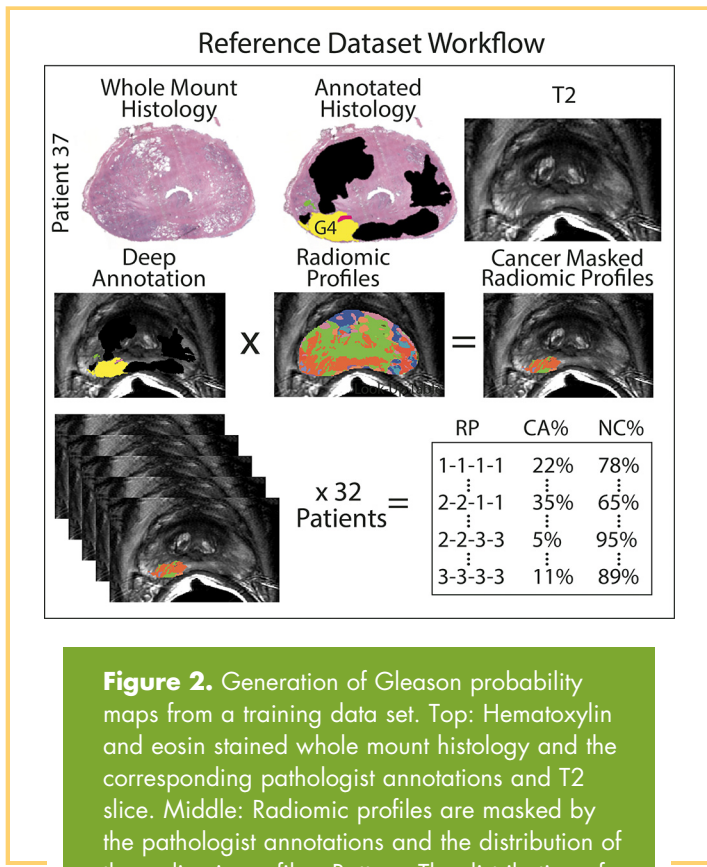 Reference Dataset Workflow
Whole Mount
Histology
Annotated
Histology
T2
Patient 37
G4
Deep
Annotation
Radiomic
Profiles
Cancer Masked
Radiomic Profiles
X
=
x 32
Patients
=
RP CA% NC%
1-1-1-1 22% 78%
2-2-1-1 35% 65%
2-2-3-3 5% 95%
3-3-3-3 11% 89%
Figure 2. Generation of Gleason probability
maps from a training data set. Top: Hematoxylin
and eosin stained whole mount histology and the
corresponding pathologist annotations and T2
slice. Middle: Radiomic profiles are masked by
the pathologist annotations and the distribution of